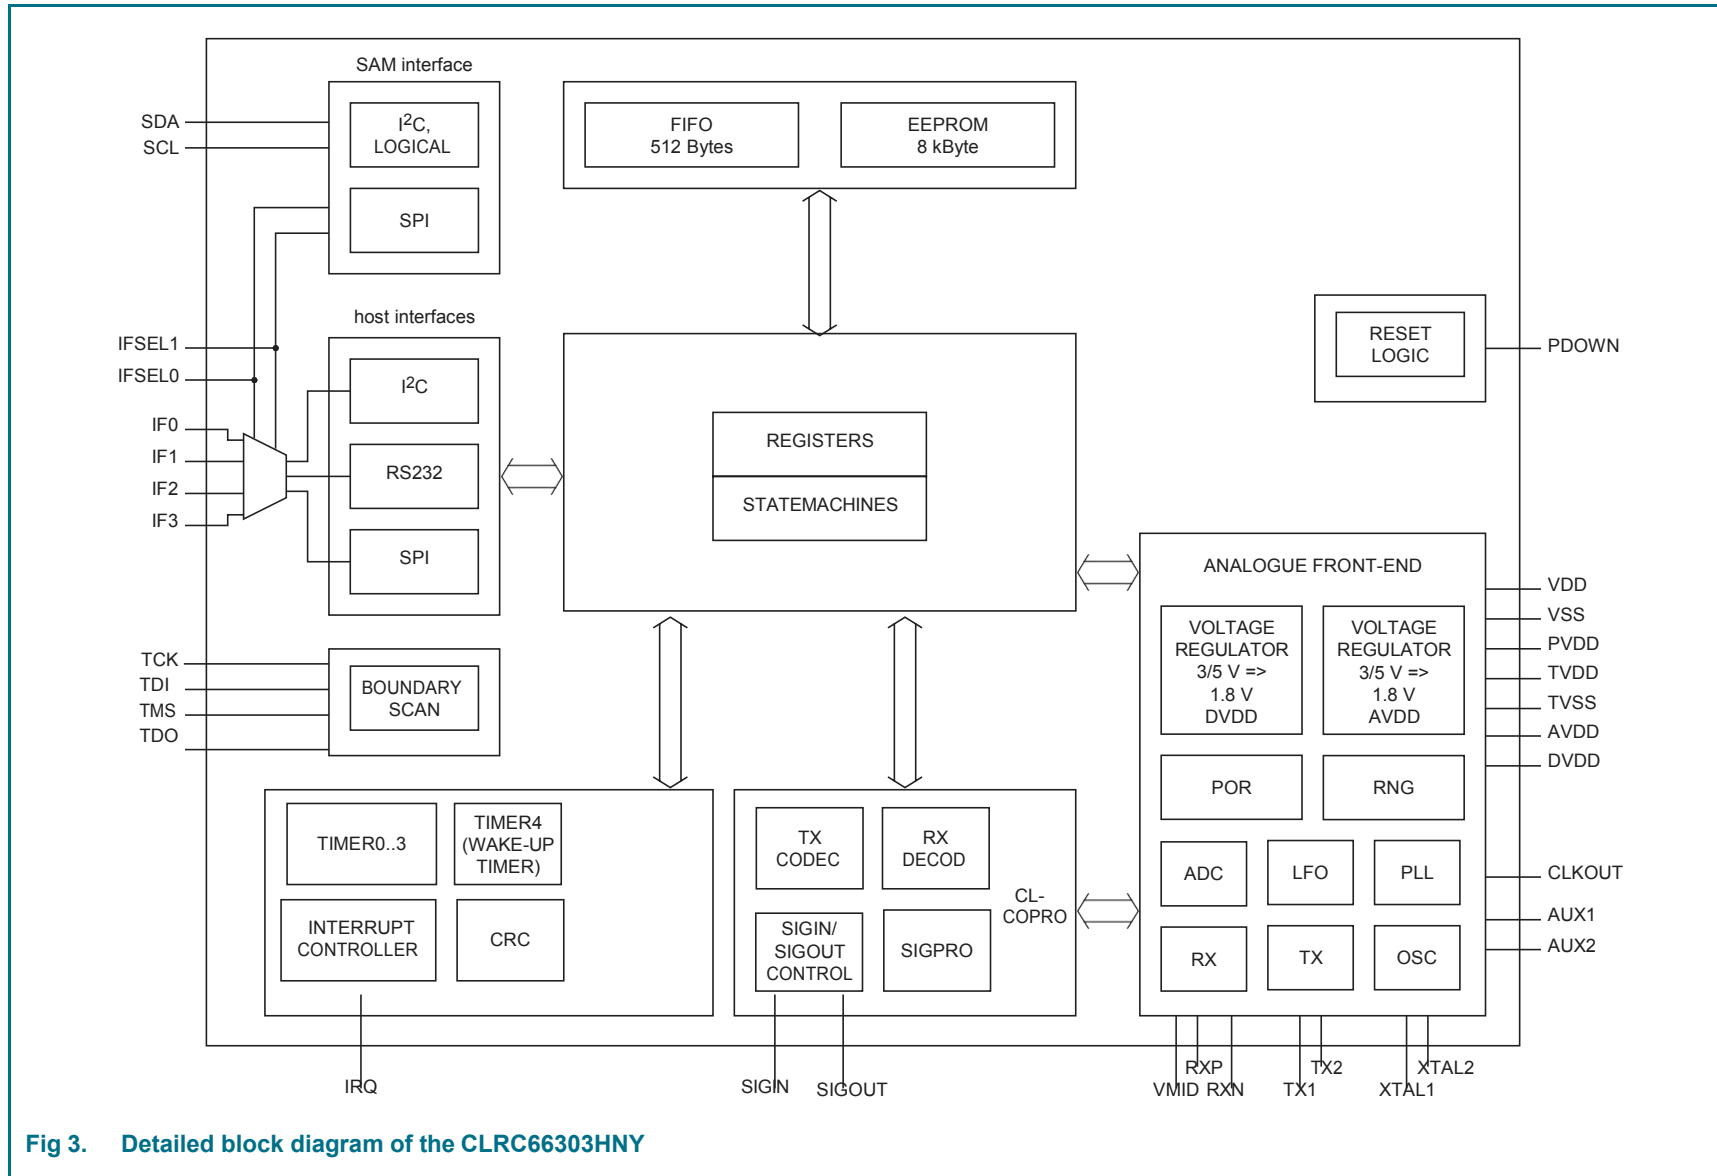 SAM interface
SDA
SCL
I2C,
LOGICAL
SPI
FIFO
512 Bytes
EEPROM
8 kByte
host interfaces
IFSEL1
IFSEL0
IF0
IF1
IF2
IF3
I2C
RS232
SPI
REGISTERS
STATEMACHINES
RESET
LOGIC
PDOWN
TCK
TDI
TMS
TDO
BOUNDARY
SCAN
ANALOGUE FRONT-END
VOLTAGE
REGULATOR
3/5 V =>
1.8 V
DVDD
VOLTAGE
REGULATOR
3/5 V =>
1.8 V
AVDD
POR
RNG
ADC
LFO
PLL
RX
TX
OSC
VDD
VSS
PVDD
TVDD
TVSS
AVDD
DVDD
CLKOUT
AUX1
AUX2
TIMER0..3
TIMER4
(WAKE-UP
TIMER)
INTERRUPT
CONTROLLER
CRC
TX
CODEC
RX
DECOD
CL-
COPRO
SIGIN/
SIGOUT
CONTROL
SIGPRO
IRQ
SIGIN
SIGOUT
VMID
RXP
RXN
TX1
TX2
XTAL1
XTAL2
Fig 3. Detailed block diagram of the CLRC66303HNY